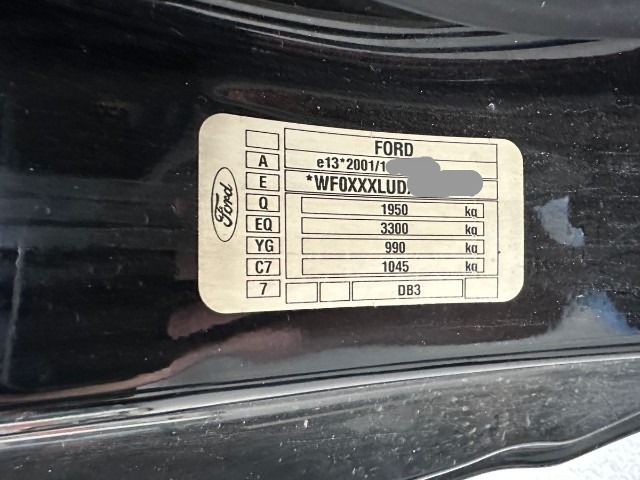 Ford
FORD
A e13*2001/1
E *WF0XXXLUD
Q 1950 kg
EQ 3300 kg
YG 990 kg
C7 1045 kg
7 DB3